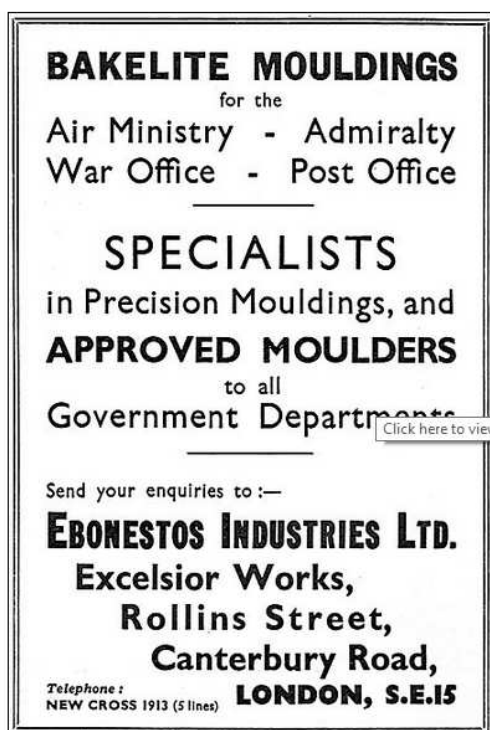 BAKELITE MOULDINGS
for the
Air Ministry - Admiralty
War Office - Post Office
SPECIALISTS
in Precision Mouldings, and
APPROVED MOULDERS
to all
Government Departments
Click here to view
Send your enquiries to :—
EBONESTOS INDUSTRIES LTD.
Excelsior Works,
Rollins Street,
Canterbury Road,
Telephone :
NEW CROSS 1913 (5 lines) LONDON, S.E.15